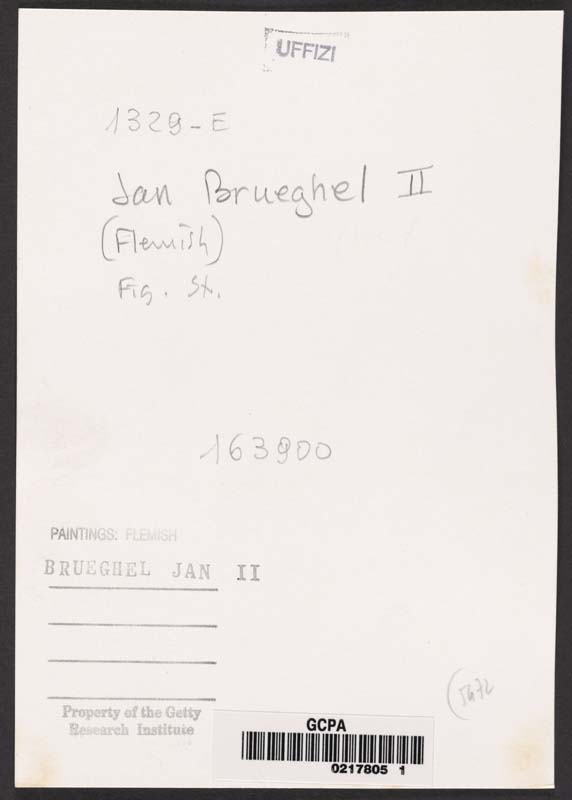 UFFIZI
1329-E
Jan Brueghel II
(Flemish)
Fig. St.
163900
PAINTINGS: FLEMISH
BRUEGHEL JAN II
Property of the Getty
Research Institute
GCPA
0217805 1